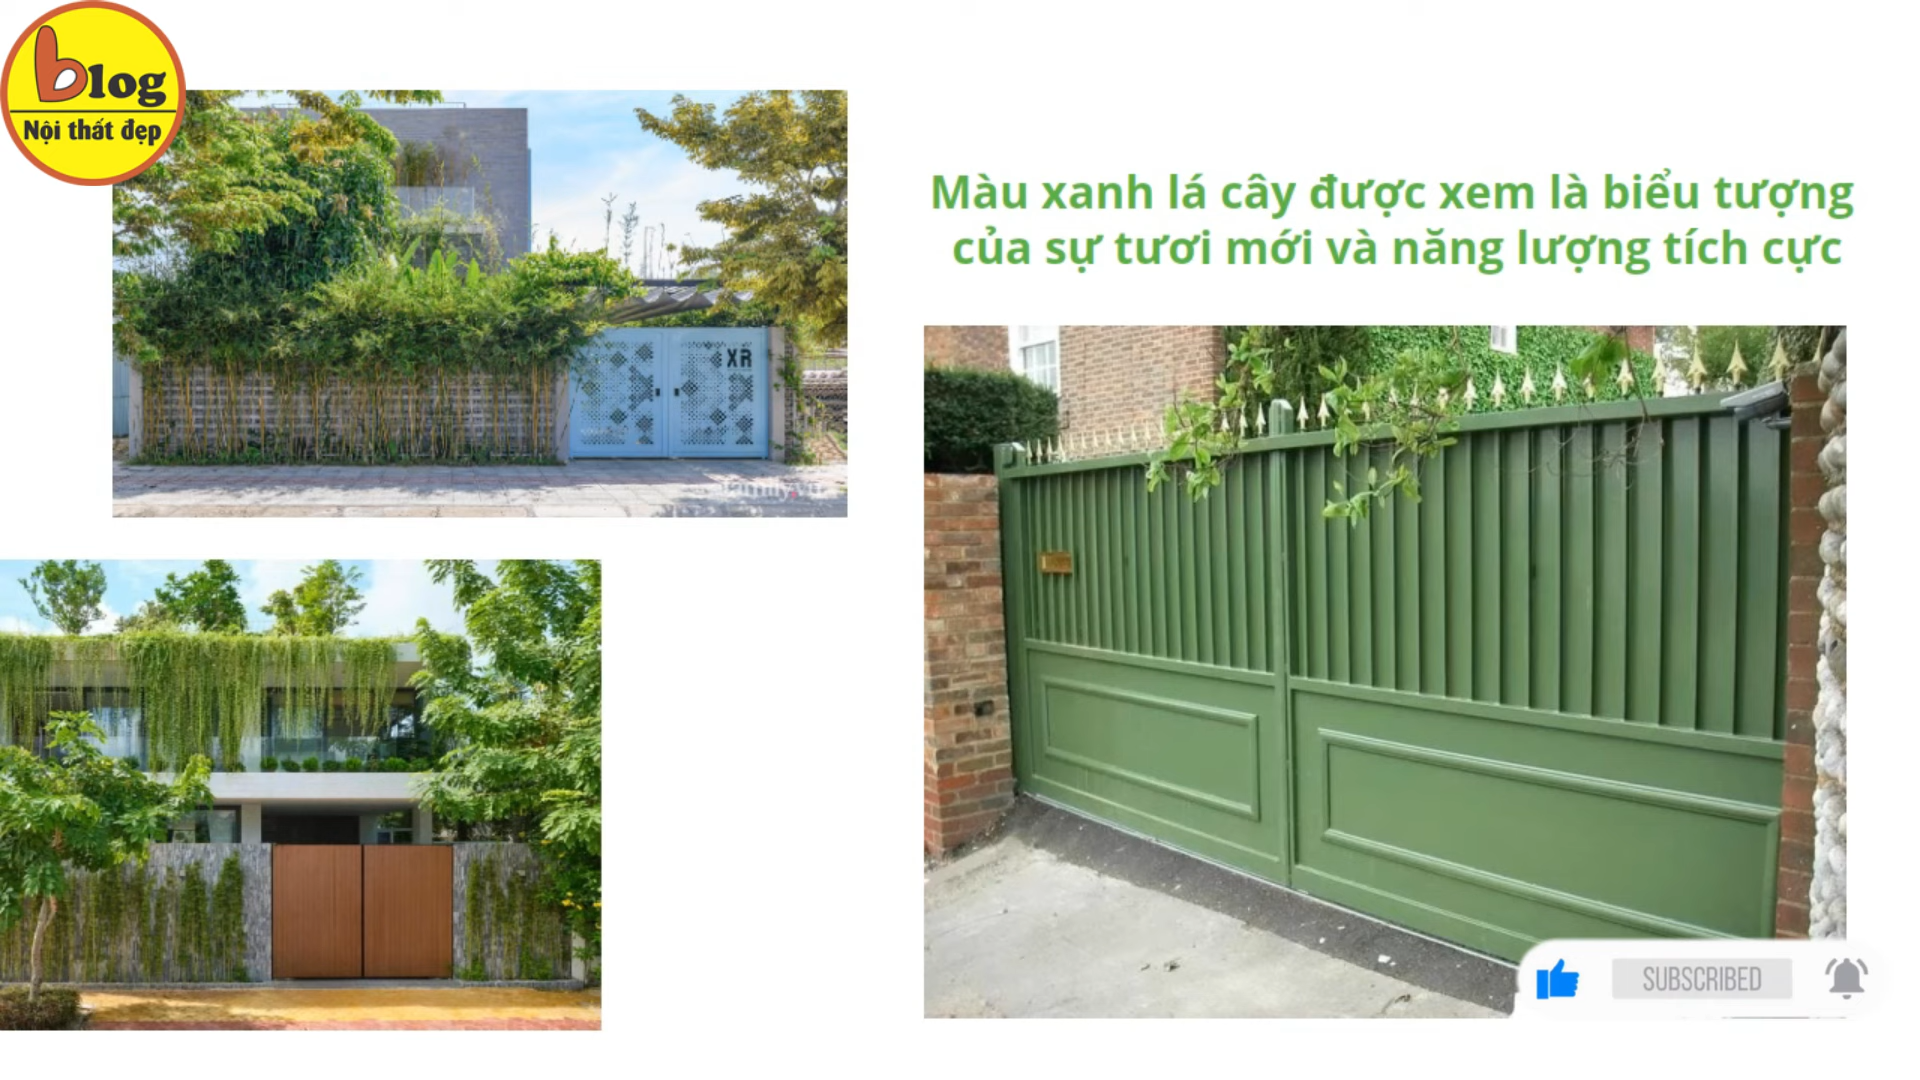 blog
Nội thất đẹp
XR
Màu xanh lá cây được xem là biểu tượng
của sự tươi mới và năng lượng tích cực
SUBSCRIBED